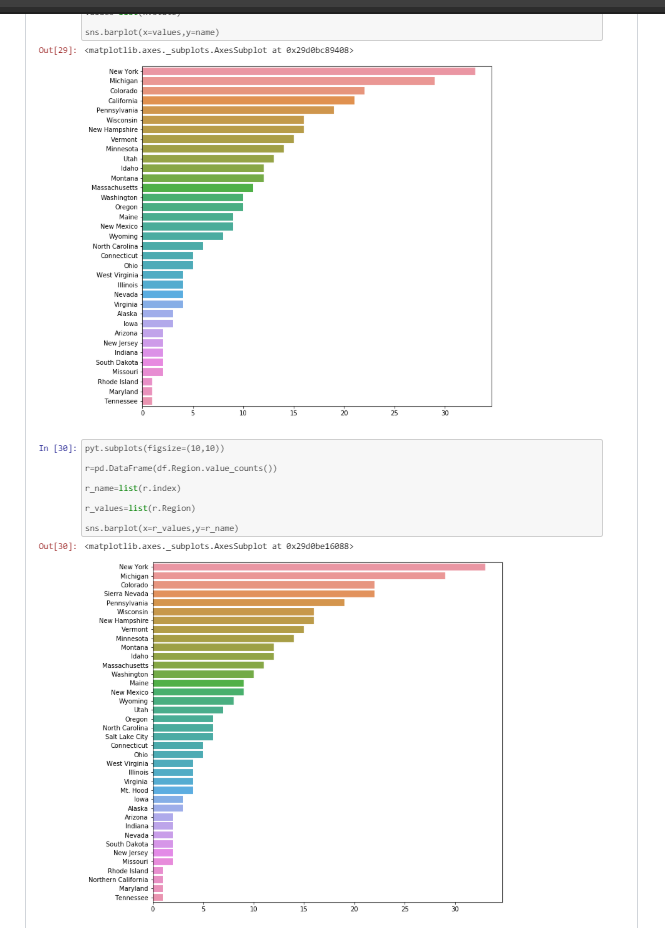 sns.barplot(x=values,y=name)
Out[29]: <matplotlib.axes._subplots.AxesSubplot at 0x29d0bc89408>
New York
Michigan
Colorado
California
Pennsylvania
Wisconsin
New Hampshire
Vermont
Minnesota
Utah
Idaho
Montana
Massachusetts
Washington
Oregon
Maine
New Mexico
Wyoming
North Carolina
Connecticut
Ohio
West Virginia
Illinois
Nevada
Virginia
Alaska
Iowa
Arizona
New Jersey
Indiana
South Dakota
Missouri
Rhode Island
Maryland
Tennessee
0 5 10 15 20 25 30
In [30]: pyt.subplots(figsize=(10,10))
r=pd.DataFrame(df.Region.value_counts())
r_name=list(r.index)
r_values=list(r.Region)
sns.barplot(x=r_values,y=r_name)
Out[30]: <matplotlib.axes._subplots.AxesSubplot at 0x29d0be16088>
New York
Michigan
Colorado
Sierra Nevada
Pennsylvania
Wisconsin
New Hampshire
Vermont
Minnesota
Montana
Idaho
Massachusetts
Washington
Maine
New Mexico
Wyoming
Utah
Oregon
North Carolina
Salt Lake City
Connecticut
Ohio
West Virginia
Illinois
Virginia
Mt. Hood
Iowa
Alaska
Arizona
Indiana
Nevada
South Dakota
New Jersey
Missouri
Rhode Island
Northern California
Maryland
Tennessee
0 5 10 15 20 25 30